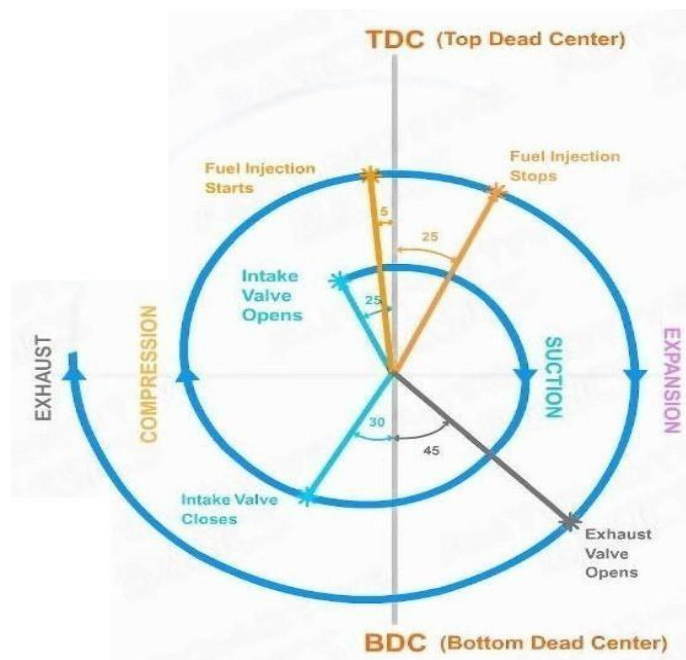 TDC (Top Dead Center)
Fuel Injection
Starts
Fuel Injection
Stops
5
25
Intake
Valve
Opens
25
EXHAUST
COMPRESSION
SUCTION
EXPANSION
30
45
Intake Valve
Closes
Exhaust
Valve
Opens
BDC (Bottom Dead Center)